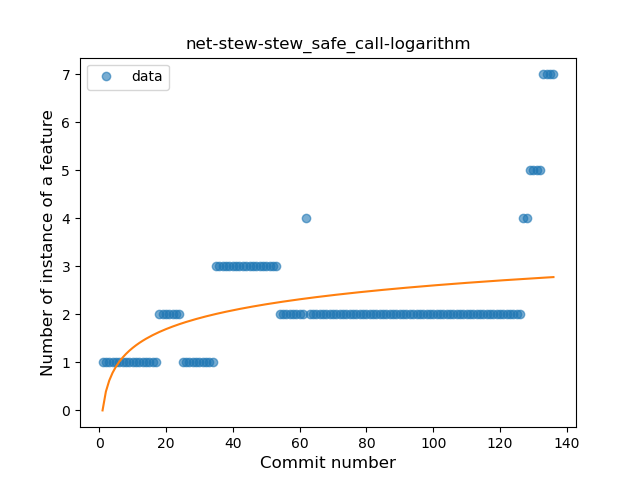 net-stew-stew_safe_call-logarithm
data
Number of instance of a feature
7
6
5
4
3
2
1
0
0 20 40 60 80 100 120 140
Commit number